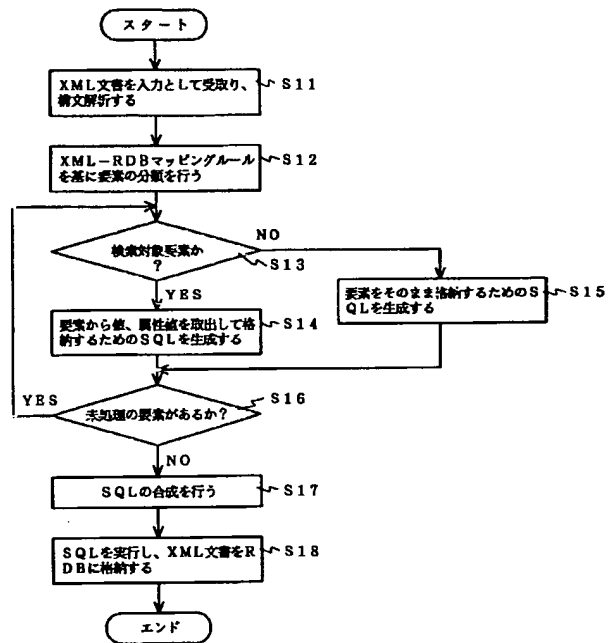 スタート
XML文書を入力として受取り、
構文解析する
S11
XML－RDBマッピングルール
を基に要素の分類を行う
S12
検索対象要素か
？
NO
S13
YES
要素から値、属性値を取出して格
納するためのSQLを生成する
S14
要素をそのまま格納するためのS
QLを生成する
S15
未処理の要素があるか？
YES
S16
NO
SQLの合成を行う
S17
SQLを実行し、XML文書をR
DBに格納する
S18
エンド